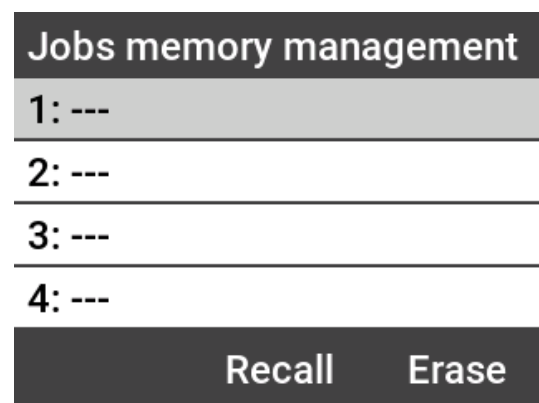 Jobs memory management
1: ---
2: ---
3: ---
4: ---
Recall Erase